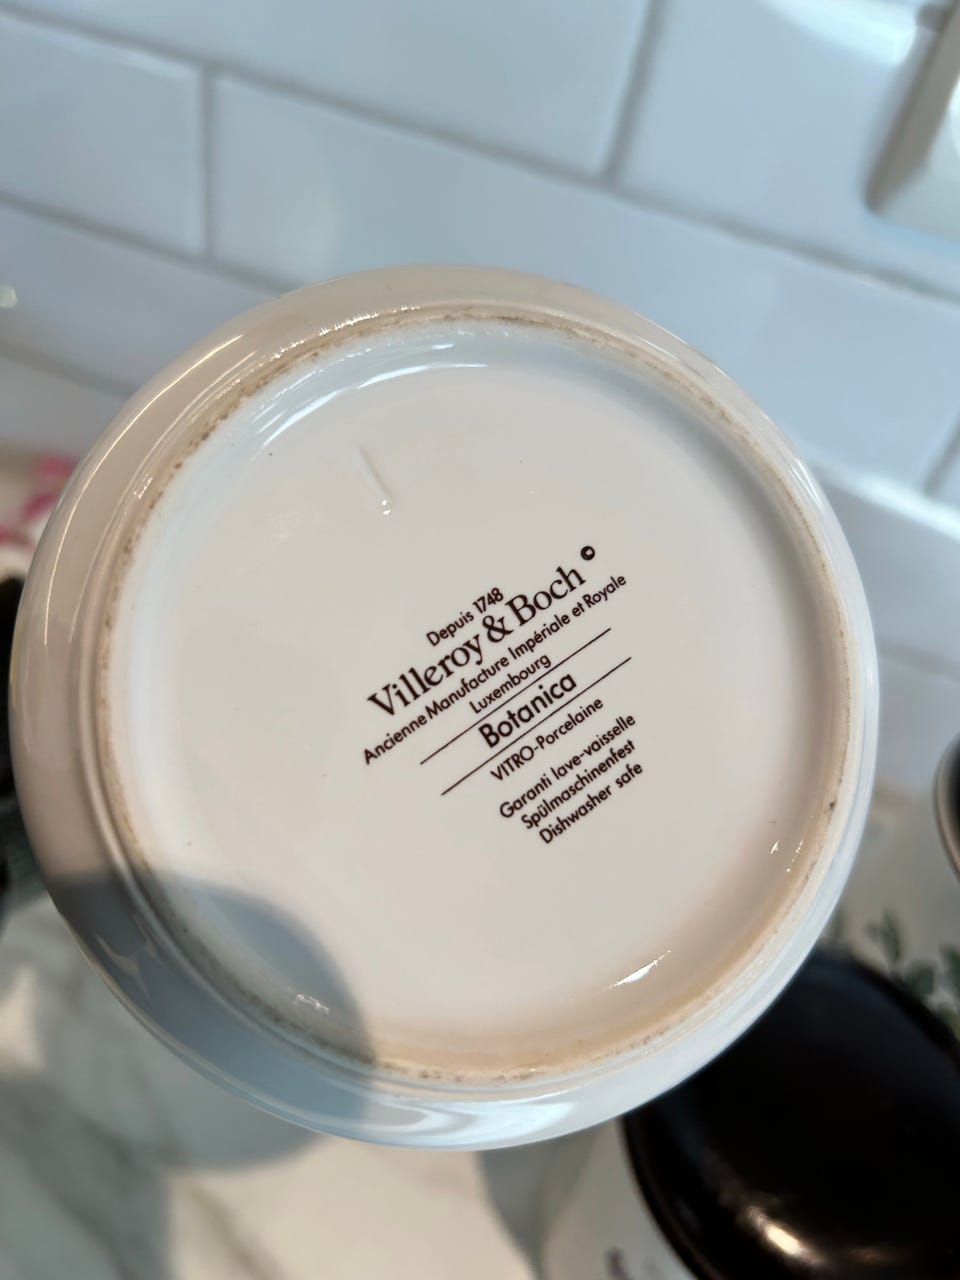 Depuis 1748
Villeroy & Boch ©
Ancienne Manufacture Impériale et Royale
Luxembourg
Botanica
VITRO-Porcelaine
Garanti lave-vaisselle
Spülmaschinenfest
Dishwasher safe